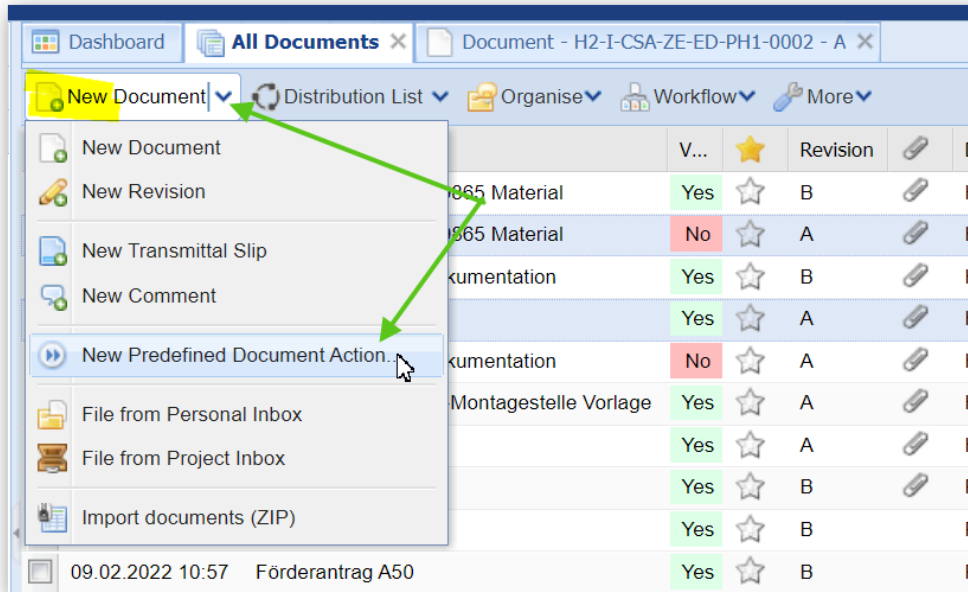 Dashboard All Documents Document - H2-I-CSA-ZE-ED-PH1-0002 - A
New Document Distribution List Organise Workflow More
V... Revision
New Document
New Revision
New Transmittal Slip
New Comment
New Predefined Document Action...
File from Personal Inbox
File from Project Inbox
Import documents (ZIP)
865 Material Yes B
865 Material No A
kumentation Yes B
Yes A
kumentation No A
-Montagestelle Vorlage Yes A
Yes A
Yes B
Yes B
09.02.2022 10:57 Förderantrag A50 Yes B